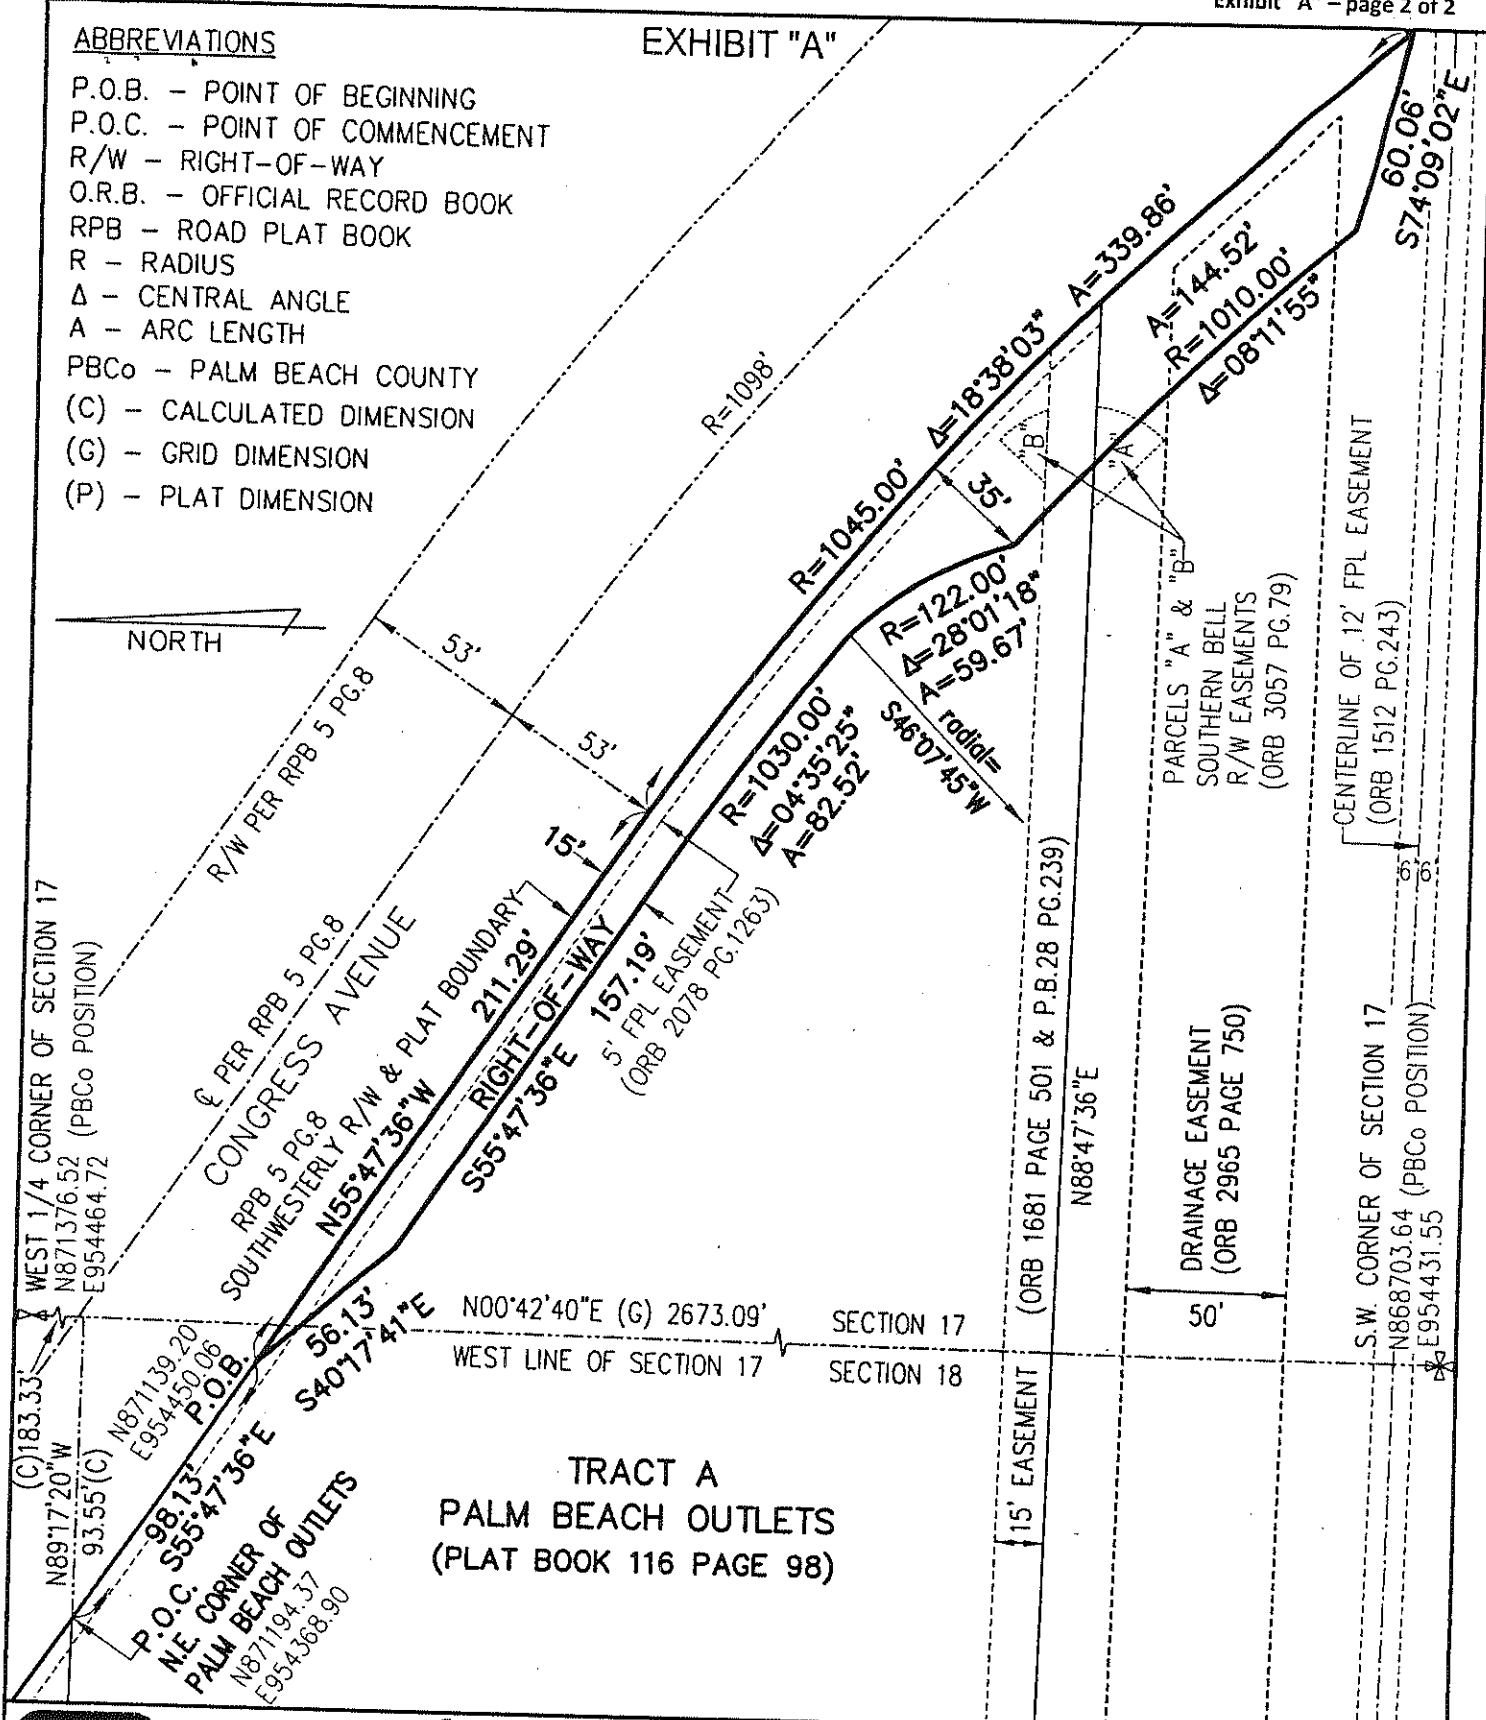 Exhibit "A" – page 2 of 2
EXHIBIT "A"
ABBREVIATIONS
P.O.B. – POINT OF BEGINNING
P.O.C. – POINT OF COMMENCEMENT
R/W – RIGHT-OF-WAY
O.R.B. – OFFICIAL RECORD BOOK
RPB – ROAD PLAT BOOK
R – RADIUS
Δ – CENTRAL ANGLE
A – ARC LENGTH
PBCo – PALM BEACH COUNTY
(C) – CALCULATED DIMENSION
(G) – GRID DIMENSION
(P) – PLAT DIMENSION
NORTH
60.06'
S74°09'02"E
A=339.86'
Δ=18°38'03"
R=1045.00'
A=144.52'
R=1010.00'
Δ=08°11'55"
R=1098'
"B"
"A"
35'
R=122.00'
Δ=28°01'18"
A=59.67'
radial=
S46°07'45"W
R=1030.00'
Δ=04°35'25"
A=82.52'
PARCELS "A" & "B"
SOUTHERN BELL
R/W EASEMENTS
(ORB 3057 PG.79)
CENTERLINE OF 12' FPL EASEMENT
(ORB 1512 PG.243)
6'
6'
53'
53'
R/W PER RPB 5 PG.8
15'
℄ PER RPB 5 PG.8
CONGRESS AVENUE
RPB 5 PG.8
SOUTHWESTERLY R/W & PLAT BOUNDARY
N55°47'36"W
211.29'
RIGHT-OF-WAY
S55°47'36"E
157.19'
5' FPL EASEMENT
(ORB 2078 PG.1263)
WEST 1/4 CORNER OF SECTION 17
N871376.52
E954464.72
(PBCo POSITION)
15' EASEMENT
(ORB 1681 PAGE 501 & P.B.28 PG.239)
N88°47'36"E
DRAINAGE EASEMENT
(ORB 2965 PAGE 750)
50'
S.W. CORNER OF SECTION 17
N868703.64
E954431.55
(PBCo POSITION)
N00°42'40"E (G) 2673.09'
SECTION 17
WEST LINE OF SECTION 17
SECTION 18
56.13'
S40°17'41"E
N871139.20
E954450.06
P.O.B.
(C)183.33'
N89°17'20"W
93.55'(C)
98.13'
S55°47'36"E
P.O.C.
N.E. CORNER OF
PALM BEACH OUTLETS
N871194.37
E954368.90
TRACT A
PALM BEACH OUTLETS
(PLAT BOOK 116 PAGE 98)